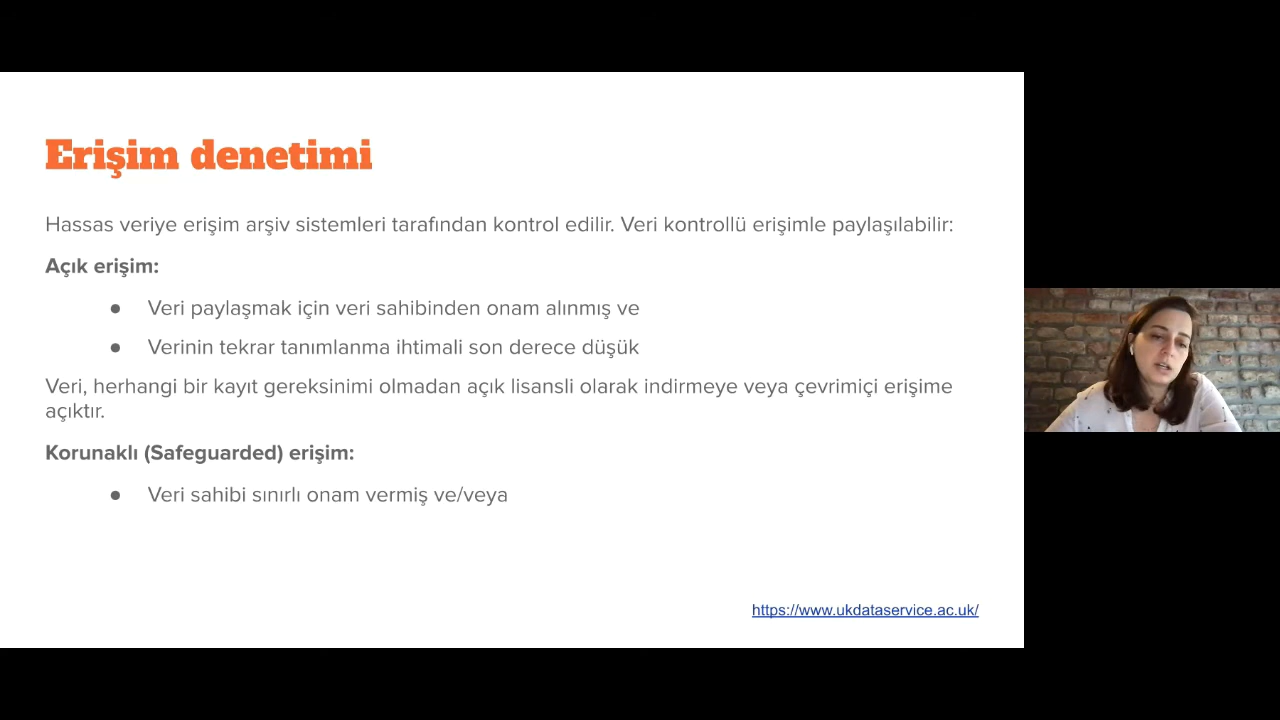 Erişim denetimi
Hassas veriye erişim arşiv sistemleri tarafından kontrol edilir. Veri kontrollü erişimle paylaşılabilir:
Açık erişim:
● Veri paylaşmak için veri sahibinden onam alınmış ve
● Verinin tekrar tanımlanma ihtimali son derece düşük
Veri, herhangi bir kayıt gereksinimi olmadan açık lisansli olarak indirmeye veya çevrimiçi erişime
açıktır.
Korunaklı (Safeguarded) erişim:
● Veri sahibi sınırlı onam vermiş ve/veya
https://www.ukdataservice.ac.uk/